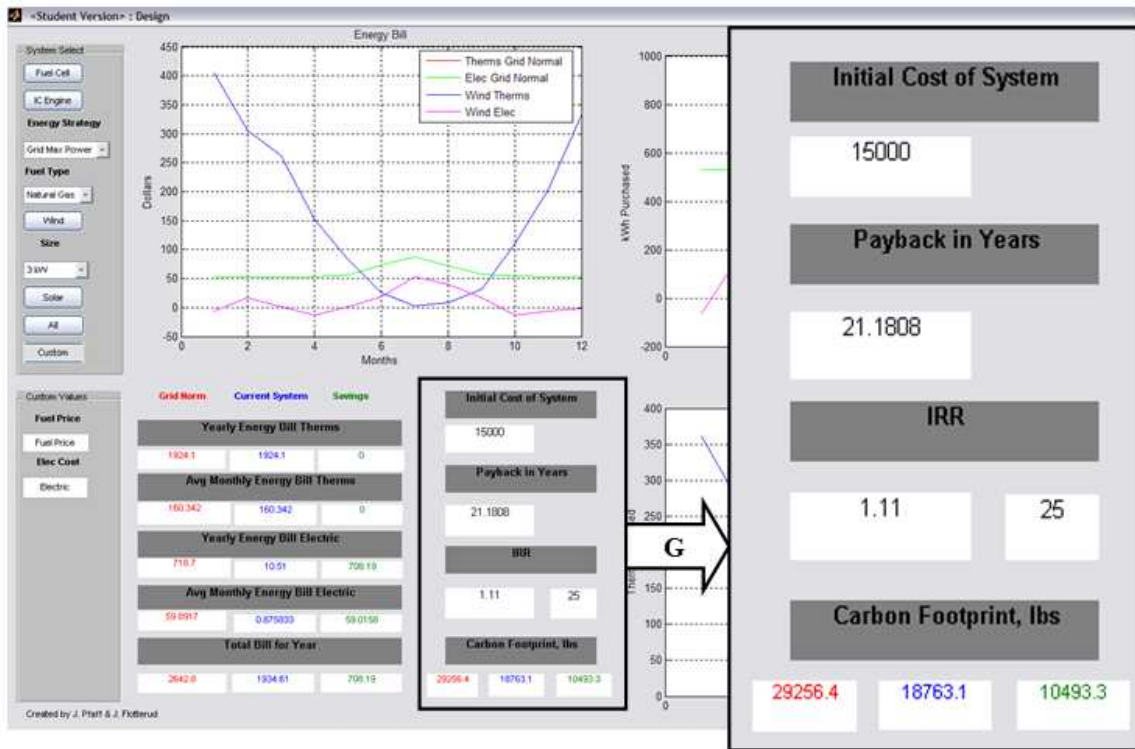 <Student Version> : Design
System Select
Fuel Cell
IC Engine
Energy Strategy
Grid Max Power
Fuel Type
Natural Gas
Wind
Size
3 kW
Solar
All
Custom
Energy Bill
Dollars
450
400
350
300
250
200
150
100
50
0
-50
0
2
4
6
8
10
12
Months
Therms Grid Normal
Elec Grid Normal
Wind Therms
Wind Elec
kWh Purchased
1000
800
600
400
200
0
-200
0
Custom Values
Fuel Price
Fuel Price
Elec Cost
Electric
Grid Norm Current System Savings
Yearly Energy Bill Therms
1924.1 1924.1 0
Avg Monthly Energy Bill Therms
160.342 160.342 0
Yearly Energy Bill Electric
718.7 10.51 708.19
Avg Monthly Energy Bill Electric
59.8917 0.875833 59.0158
Total Bill for Year
2642.8 1934.61 708.19
Initial Cost of System
15000
Payback in Years
21.1808
IRR
1.11 25
Carbon Footprint, lbs
29256.4 18763.1 10493.3
400
350
300
250
200
150
100
50
0
0
G
Initial Cost of System
15000
Payback in Years
21.1808
IRR
1.11 25
Carbon Footprint, lbs
29256.4 18763.1 10493.3
Created by J. Pfaff & J. Flotterud